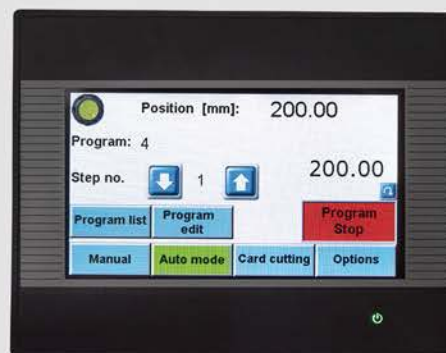 Position [mm]: 200.00
Program: 4
Step no. 1 200.00
Program list Program edit Program Stop
Manual Auto mode Card cutting Options